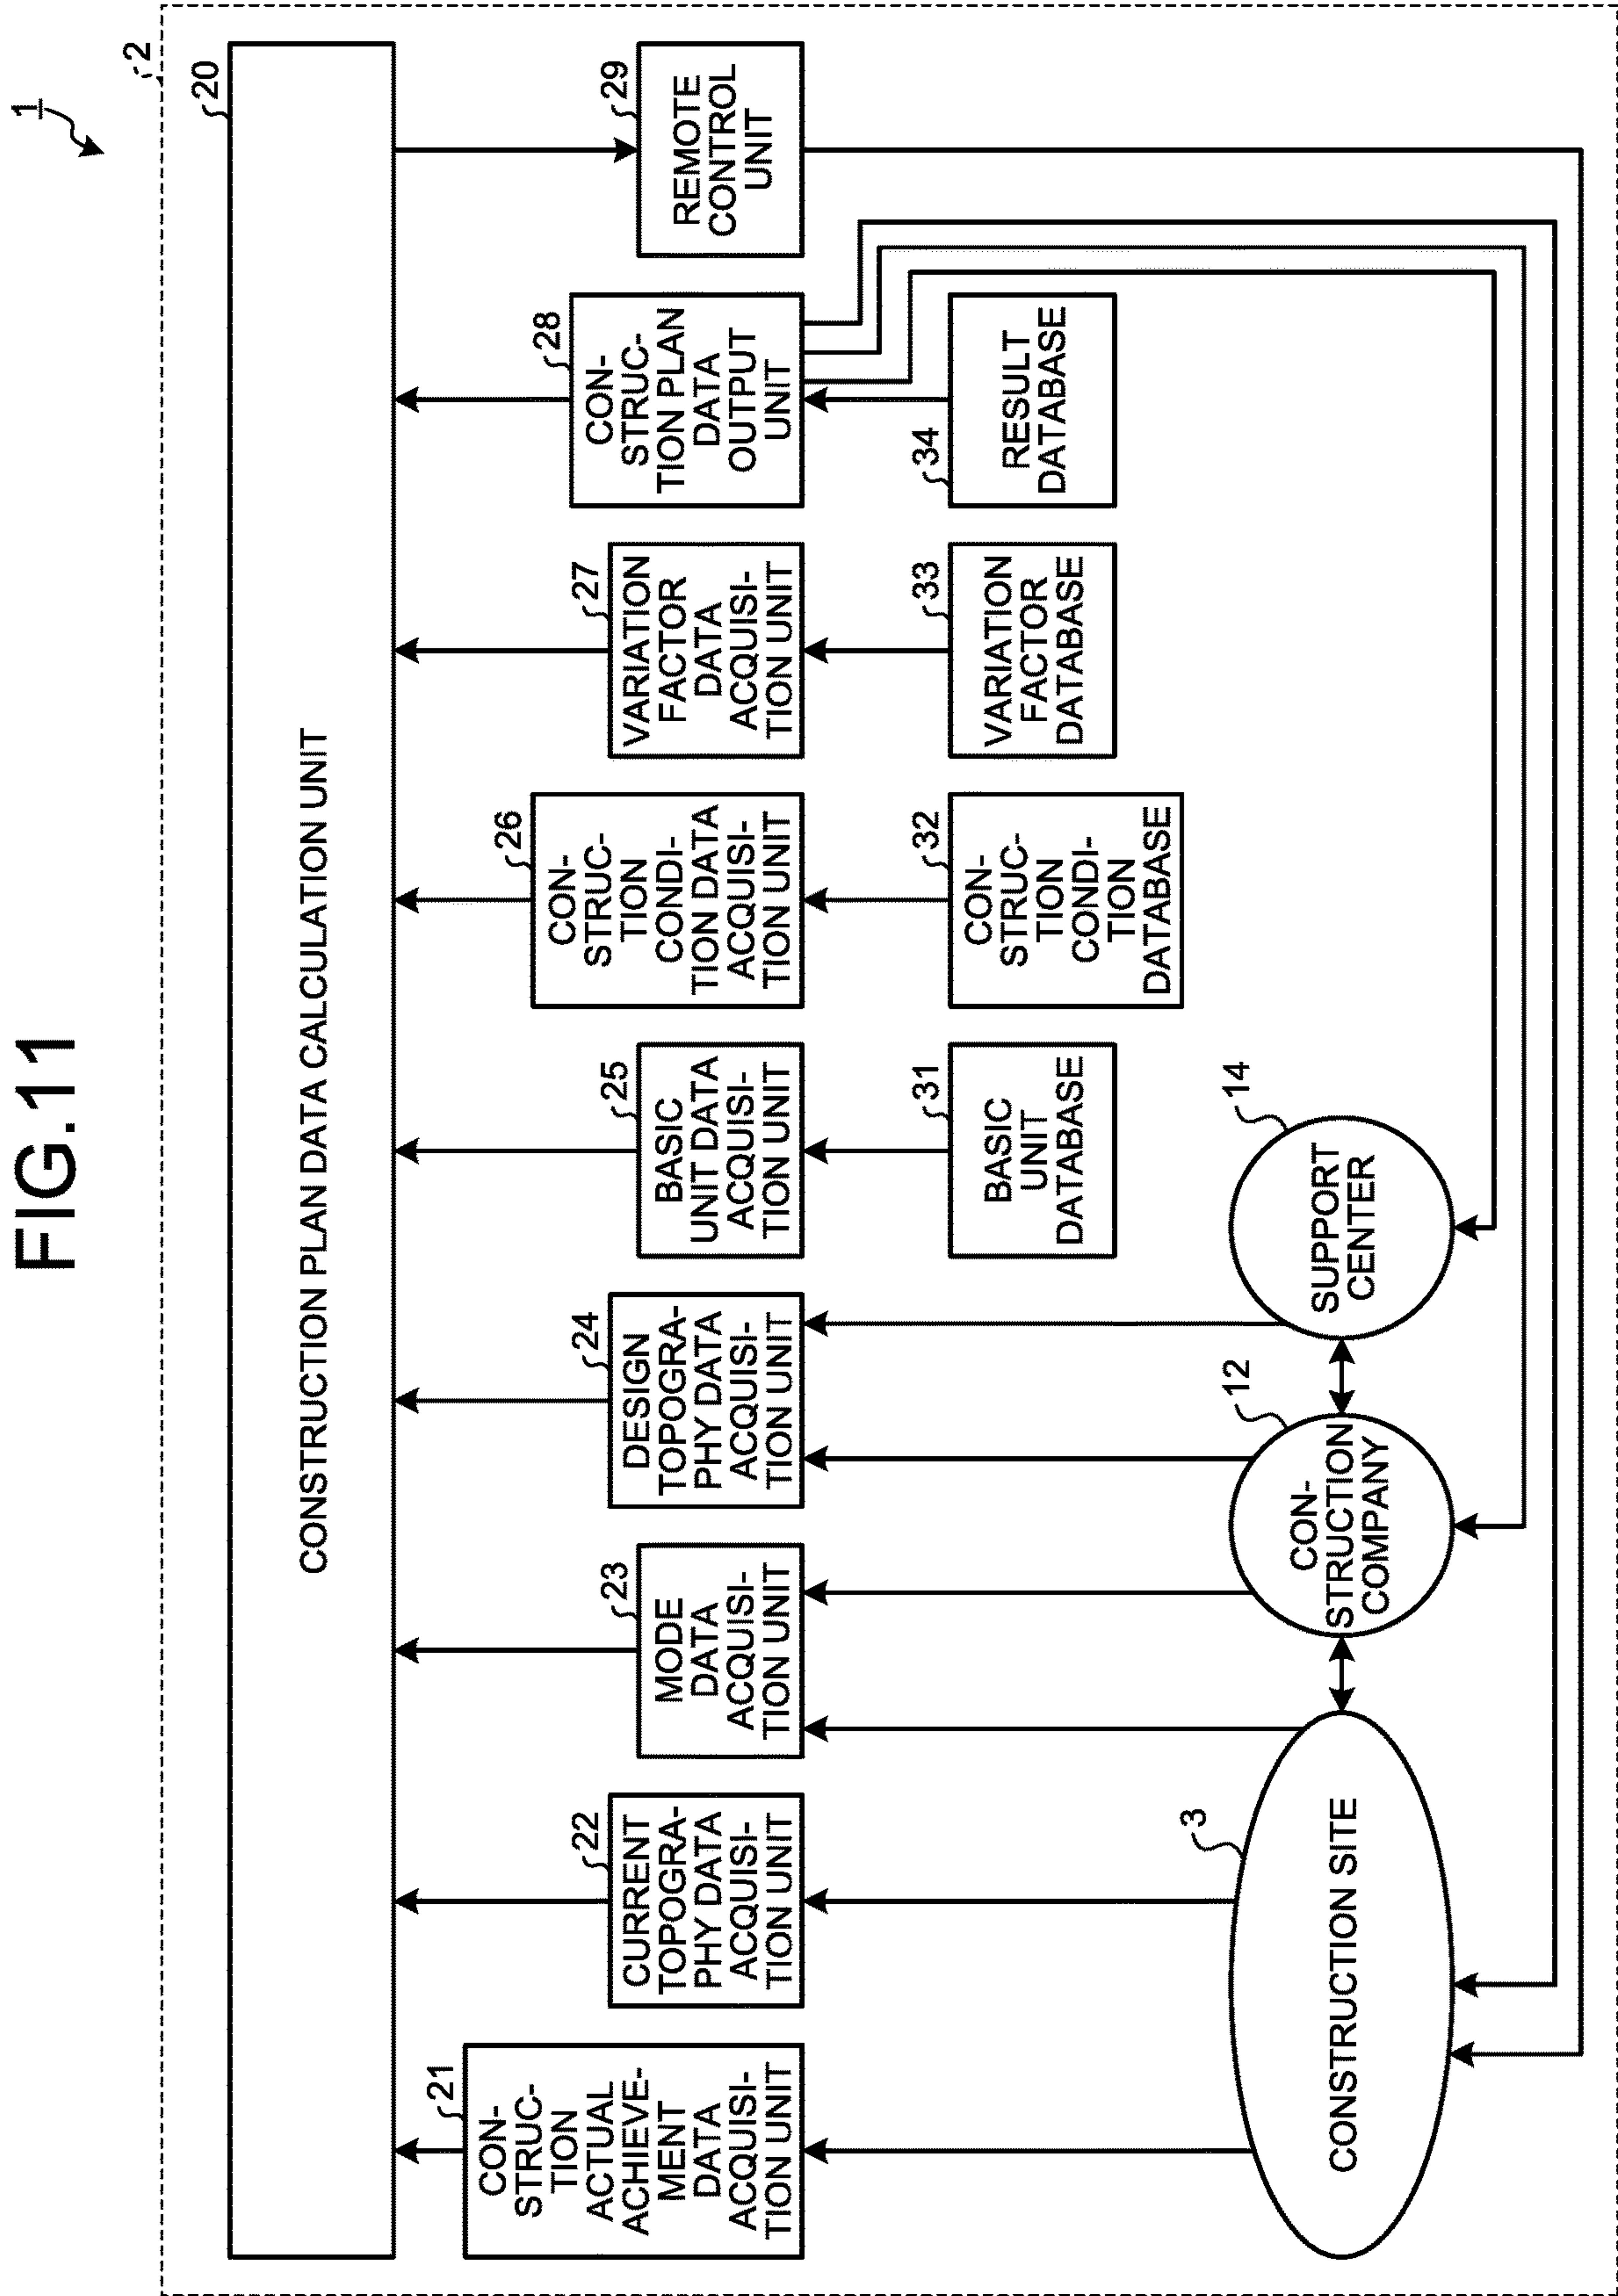 FIG.11
1
2
20
CONSTRUCTION PLAN DATA CALCULATION UNIT
21
CON-
STRUC-
TION
ACTUAL
ACHIEVE-
MENT
DATA
ACQUISI-
TION UNIT
22
CURRENT
TOPOGRA-
PHY DATA
ACQUISI-
TION UNIT
23
MODE
DATA
ACQUISI-
TION UNIT
24
DESIGN
TOPOGRA-
PHY DATA
ACQUISI-
TION UNIT
25
BASIC
UNIT DATA
ACQUISI-
TION UNIT
26
CON-
STRUC-
TION
CONDI-
TION DATA
ACQUISI-
TION UNIT
27
VARIATION
FACTOR
DATA
ACQUISI-
TION UNIT
28
CON-
STRUC-
TION PLAN
DATA
OUTPUT
UNIT
29
REMOTE
CONTROL
UNIT
31
BASIC
UNIT
DATABASE
32
CON-
STRUC-
TION
CONDI-
TION
DATABASE
33
VARIATION
FACTOR
DATABASE
34
RESULT
DATABASE
3
CONSTRUCTION SITE
12
CON-
STRUCTION
COMPANY
14
SUPPORT
CENTER